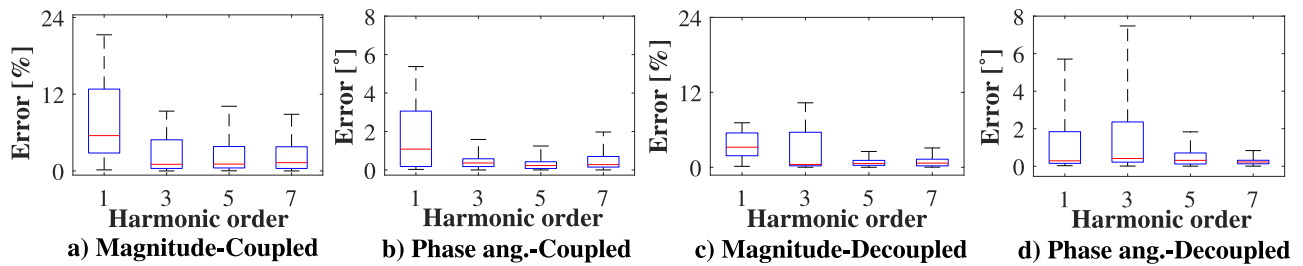 Error [%]
24
12
0
1 3 5 7
Harmonic order
a) Magnitude-Coupled
Error [°]
8
6
4
2
0
1 3 5 7
Harmonic order
b) Phase ang.-Coupled
Error [%]
24
12
0
1 3 5 7
Harmonic order
c) Magnitude-Decoupled
Error [°]
8
6
4
2
0
1 3 5 7
Harmonic order
d) Phase ang.-Decoupled